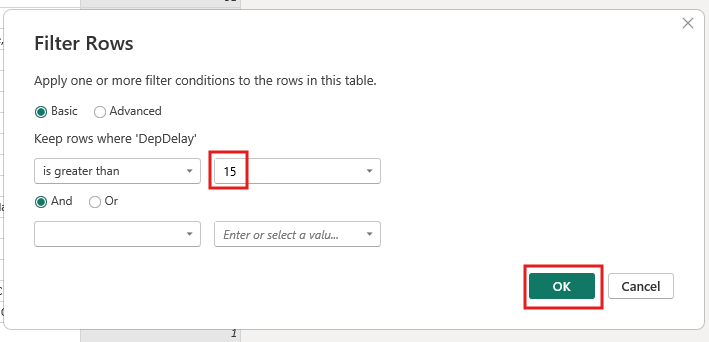 Filter Rows
Apply one or more filter conditions to the rows in this table.
Basic Advanced
Keep rows where 'DepDelay'
is greater than 15
And Or
Enter or select a valu...
OK Cancel
1